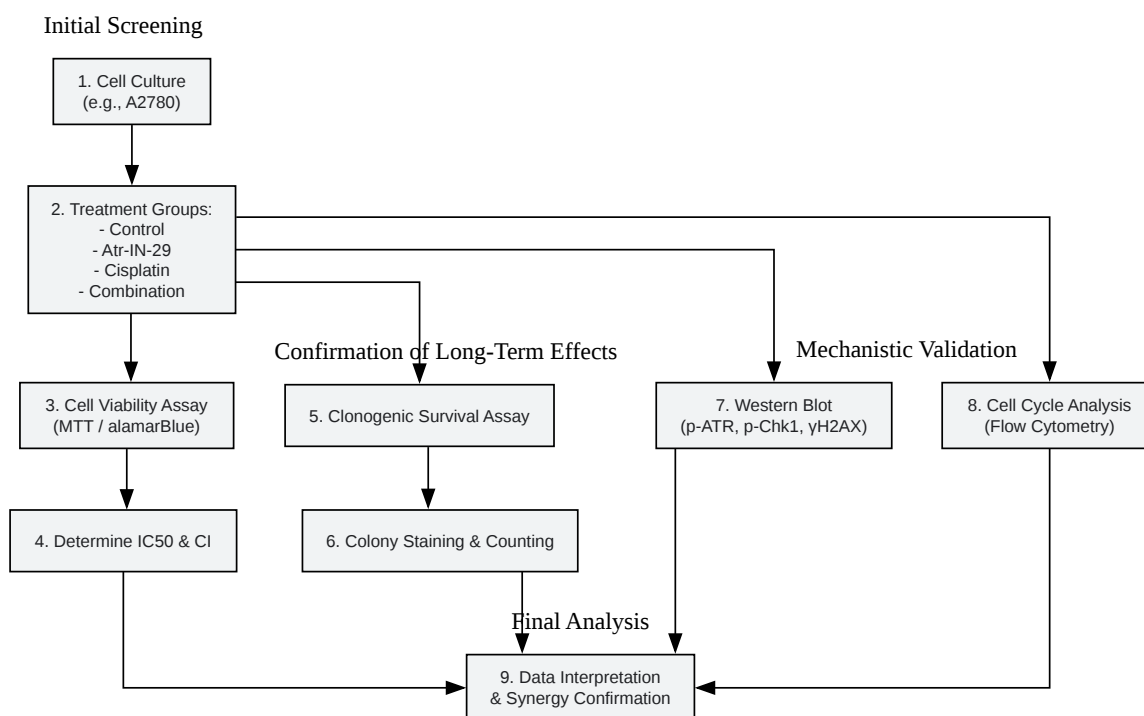 Initial Screening
1. Cell Culture
(e.g., A2780)
2. Treatment Groups:
- Control
- Atr-IN-29
- Cisplatin
- Combination
Confirmation of Long-Term Effects
Mechanistic Validation
3. Cell Viability Assay
(MTT / alamarBlue)
5. Clonogenic Survival Assay
7. Western Blot
(p-ATR, p-Chk1, γH2AX)
8. Cell Cycle Analysis
(Flow Cytometry)
4. Determine IC50 & CI
6. Colony Staining & Counting
Final Analysis
9. Data Interpretation
& Synergy Confirmation